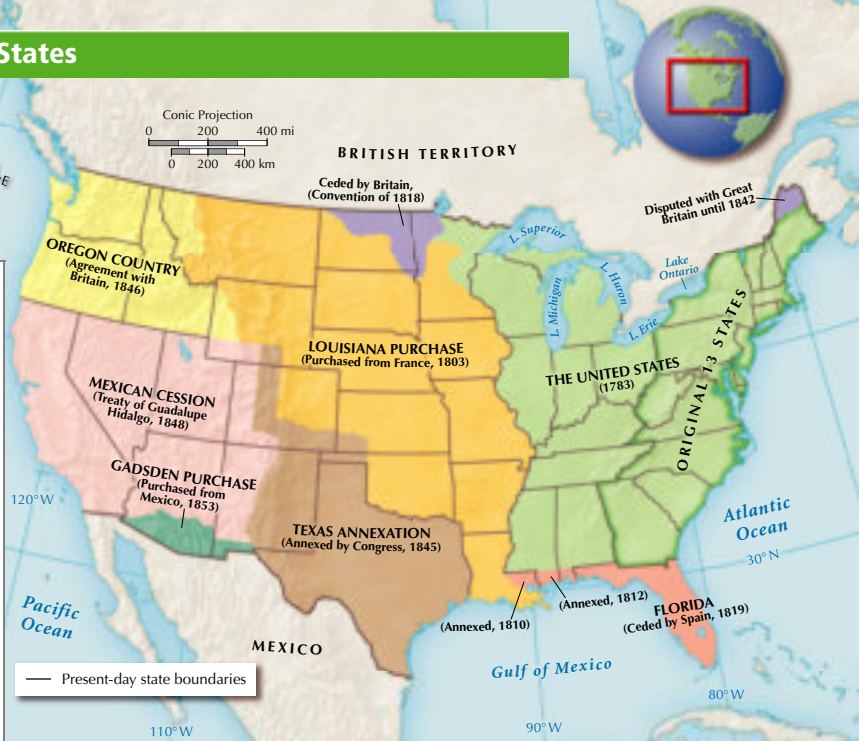 States
Conic Projection
0 200 400 mi
0 200 400 km
BRITISH TERRITORY
Ceded by Britain,
(Convention of 1818)
Disputed with Great
Britain until 1842
L. Superior
L. Huron
Lake
Ontario
L. Michigan
L. Erie
OREGON COUNTRY
(Agreement with
Britain, 1846)
LOUISIANA PURCHASE
(Purchased from France, 1803)
THE UNITED STATES
(1783)
ORIGINAL 13 STATES
MEXICAN CESSION
(Treaty of Guadalupe
Hidalgo, 1848)
GADSDEN PURCHASE
(Purchased from
Mexico, 1853)
TEXAS ANNEXATION
(Annexed by Congress, 1845)
120°W
Atlantic
Ocean
30°N
Pacific
Ocean
(Annexed, 1810)
(Annexed, 1812)
FLORIDA
(Ceded by Spain, 1819)
MEXICO
Gulf of Mexico
Present-day state boundaries
80°W
90°W
110°W